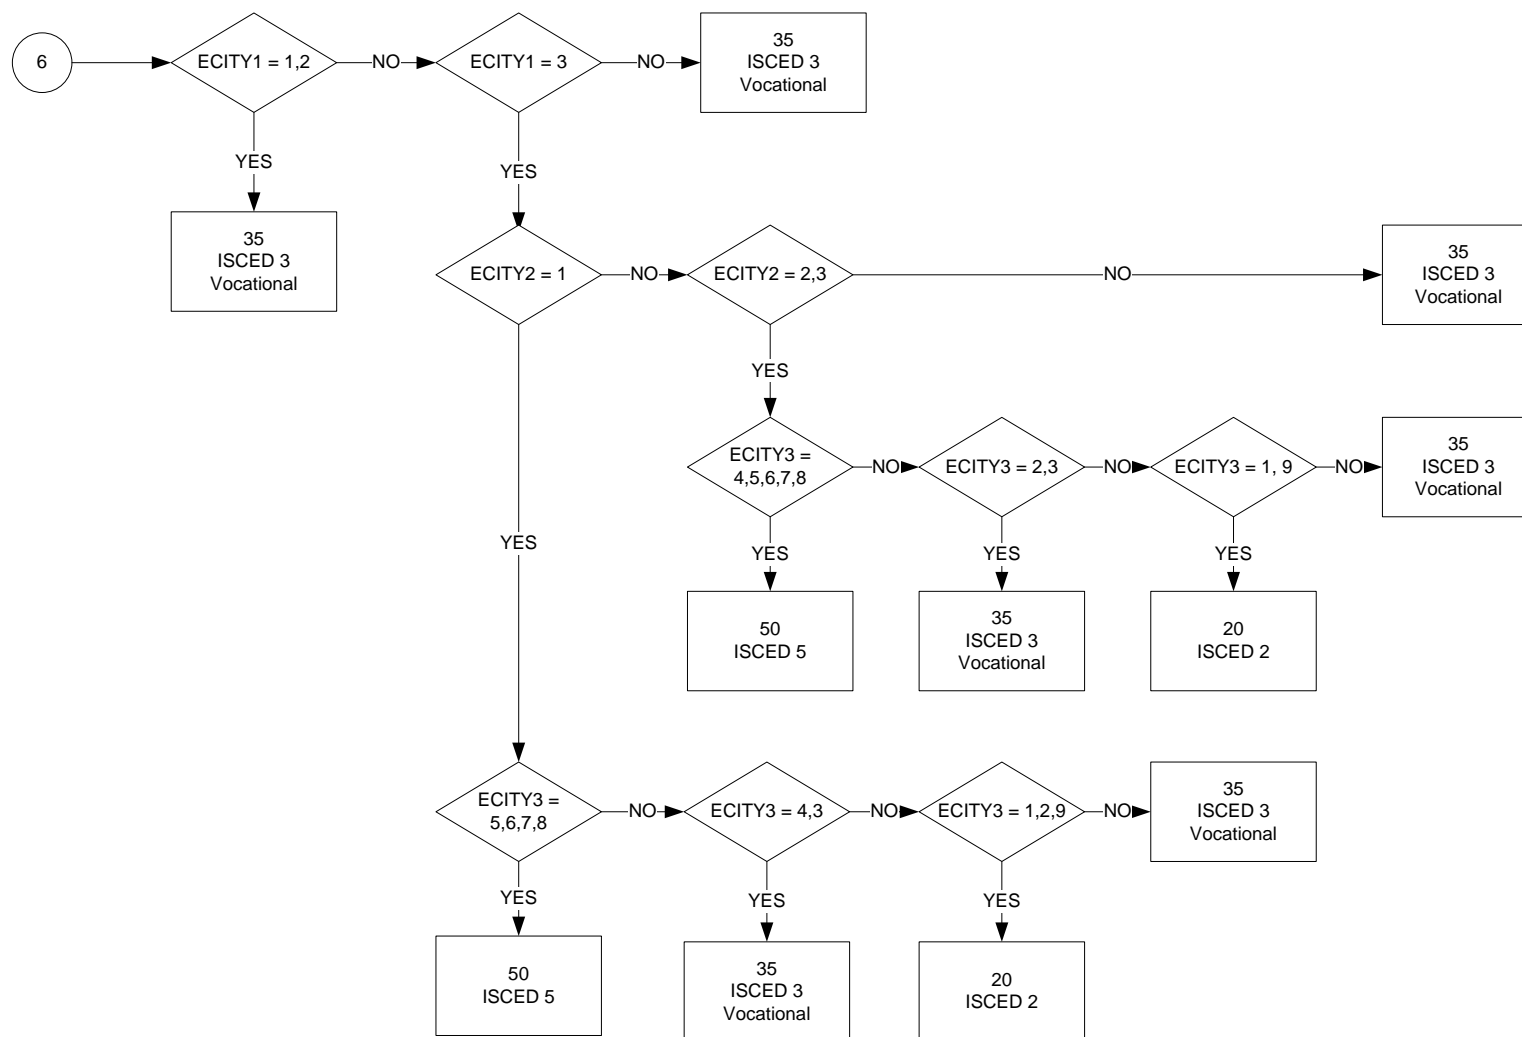 6
ECITY1 = 1,2
NO
ECITY1 = 3
NO
35
ISCED 3
Vocational
YES
YES
35
ISCED 3
Vocational
ECITY2 = 1
NO
ECITY2 = 2,3
NO
35
ISCED 3
Vocational
YES
ECITY3 =
4,5,6,7,8
NO
ECITY3 = 2,3
NO
ECITY3 = 1, 9
NO
35
ISCED 3
Vocational
YES
YES
YES
YES
50
ISCED 5
35
ISCED 3
Vocational
20
ISCED 2
ECITY3 =
5,6,7,8
NO
ECITY3 = 4,3
NO
ECITY3 = 1,2,9
NO
35
ISCED 3
Vocational
YES
YES
YES
50
ISCED 5
35
ISCED 3
Vocational
20
ISCED 2